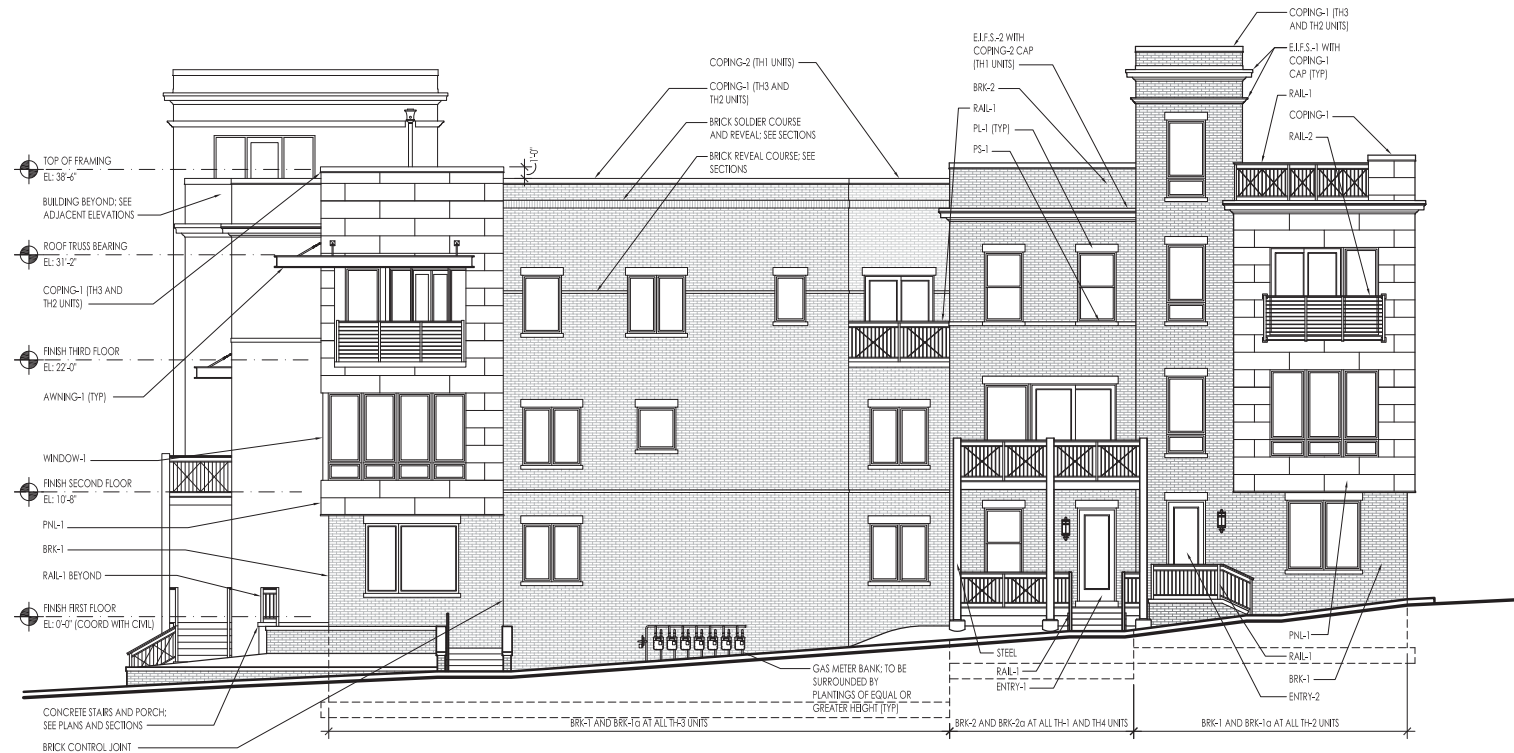 TOP OF FRAMING
EL: 38'-6"
BUILDING BEYOND; SEE
ADJACENT ELEVATIONS
ROOF TRUSS BEARING
EL: 31'-2"
COPING-1 (TH3 AND
TH2 UNITS)
FINISH THIRD FLOOR
EL: 22'-0"
AWNING-1 (TYP)
WINDOW-1
FINISH SECOND FLOOR
EL: 10'-8"
PNL-1
BRK-1
RAIL-1 BEYOND
FINISH FIRST FLOOR
EL: 0'-0" (COORD WITH CIVIL)
CONCRETE STAIRS AND PORCH;
SEE PLANS AND SECTIONS
BRICK CONTROL JOINT
COPING-2 (TH1 UNITS)
COPING-1 (TH3 AND
TH2 UNITS)
BRICK SOLDIER COURSE
AND REVEAL; SEE SECTIONS
BRICK REVEAL COURSE; SEE
SECTIONS
1'-0"
E.I.F.S.-2 WITH
COPING-2 CAP
(TH1 UNITS)
BRK-2
RAIL-1
PL-1 (TYP)
PS-1
COPING-1 (TH3
AND TH2 UNITS)
E.I.F.S.-1 WITH
COPING-1
CAP (TYP)
RAIL-1
COPING-1
RAIL-2
GAS METER BANK; TO BE
SURROUNDED BY
PLANTINGS OF EQUAL OR
GREATER HEIGHT (TYP)
STEEL
RAIL-1
ENTRY-1
PNL-1
RAIL-1
BRK-1
ENTRY-2
BRK-1 AND BRK-1a AT ALL TH-3 UNITS
BRK-2 AND BRK-2a AT ALL TH-1 AND TH4 UNITS
BRK-1 AND BRK-1a AT ALL TH-2 UNITS